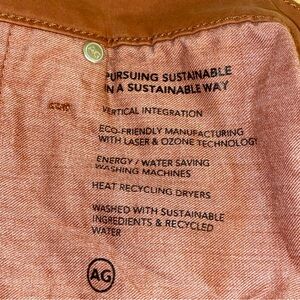 PURSUING SUSTAINABLE
IN A SUSTAINABLE WAY
VERTICAL INTEGRATION
ECO-FRIENDLY MANUFACTURING
WITH LASER & OZONE TECHNOLOGY
ENERGY / WATER SAVING
WASHING MACHINES
HEAT RECYCLING DRYERS
WASHED WITH SUSTAINABLE
INGREDIENTS & RECYCLED
WATER
AG